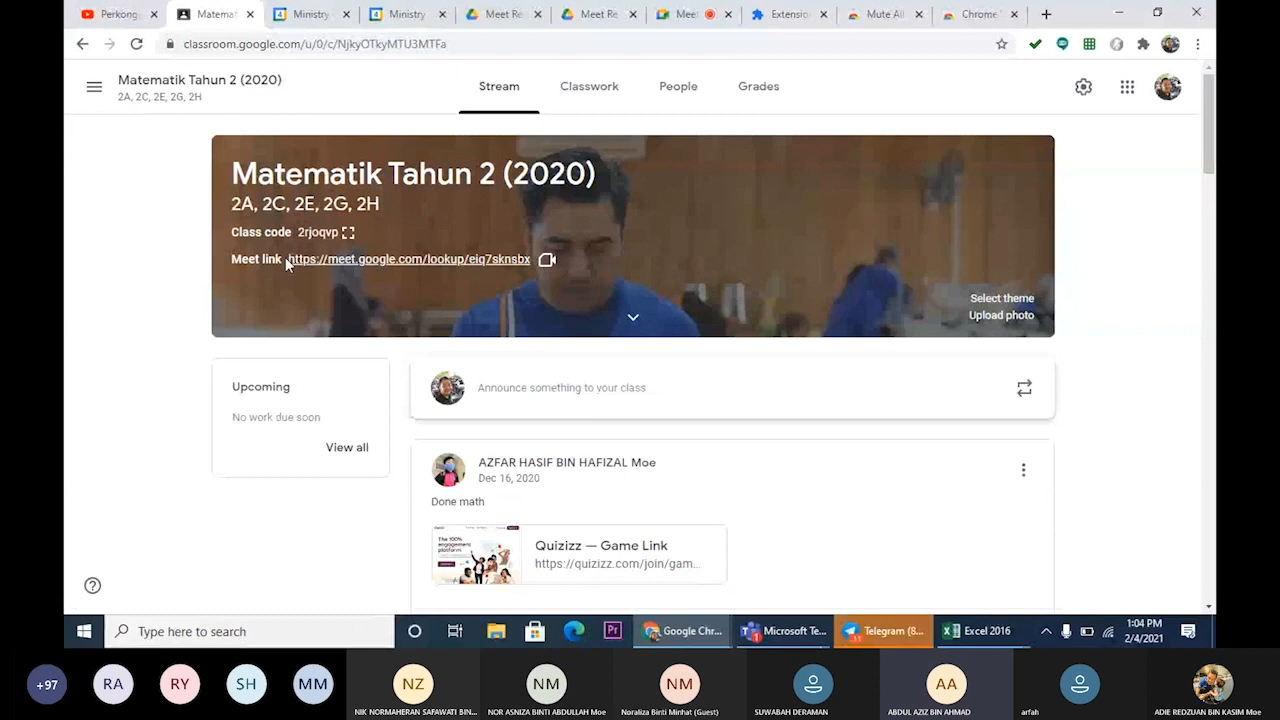 Perkong
Matemat
Ministry
Ministry
Meet Re
Meet Re
Meet
Extensio
Mute All
Chrome
classroom.google.com/u/0/c/NjkyOTkyMTU3MTFa
Matematik Tahun 2 (2020)
2A, 2C, 2E, 2G, 2H
Stream
Classwork
People
Grades
Matematik Tahun 2 (2020)
2A, 2C, 2E, 2G, 2H
Class code 2rjoqvp
Meet link https://meet.google.com/lookup/eiq7sknsbx
Select theme
Upload photo
Upcoming
No work due soon
View all
Announce something to your class
AZFAR HASIF BIN HAFIZAL Moe
Dec 16, 2020
Done math
Quizizz — Game Link
https://quizizz.com/join/gam...
Type here to search
Google Chr...
Microsoft Te...
Telegram (8...
Excel 2016
1:04 PM
2/4/2021
+97
RA
RY
SH
MM
NZ
NIK NORMAHERAN SAFAWATI BIN...
NM
NOR ASNIZA BINTI ABDULLAH Moe
NM
Noraliza Binti Minhat (Guest)
SUWABAH DERAMAN
AA
ABDUL AZIZ BIN AHMAD
arfah
ADIE REDZUAN BIN KASIM Moe